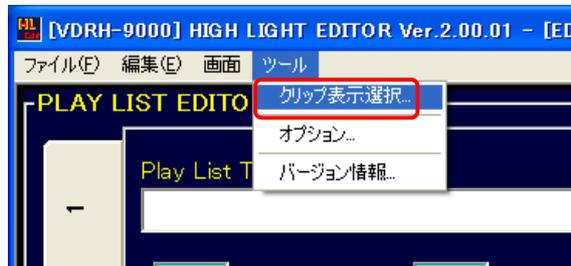 [VDRH-9000] HIGH LIGHT EDITOR Ver.2.00.01 - [ED
ファイル(F) 編集(E) 画面 ツール
クリップ表示選択...
オプション...
バージョン情報...
PLAY LIST EDITO
Play List T
1